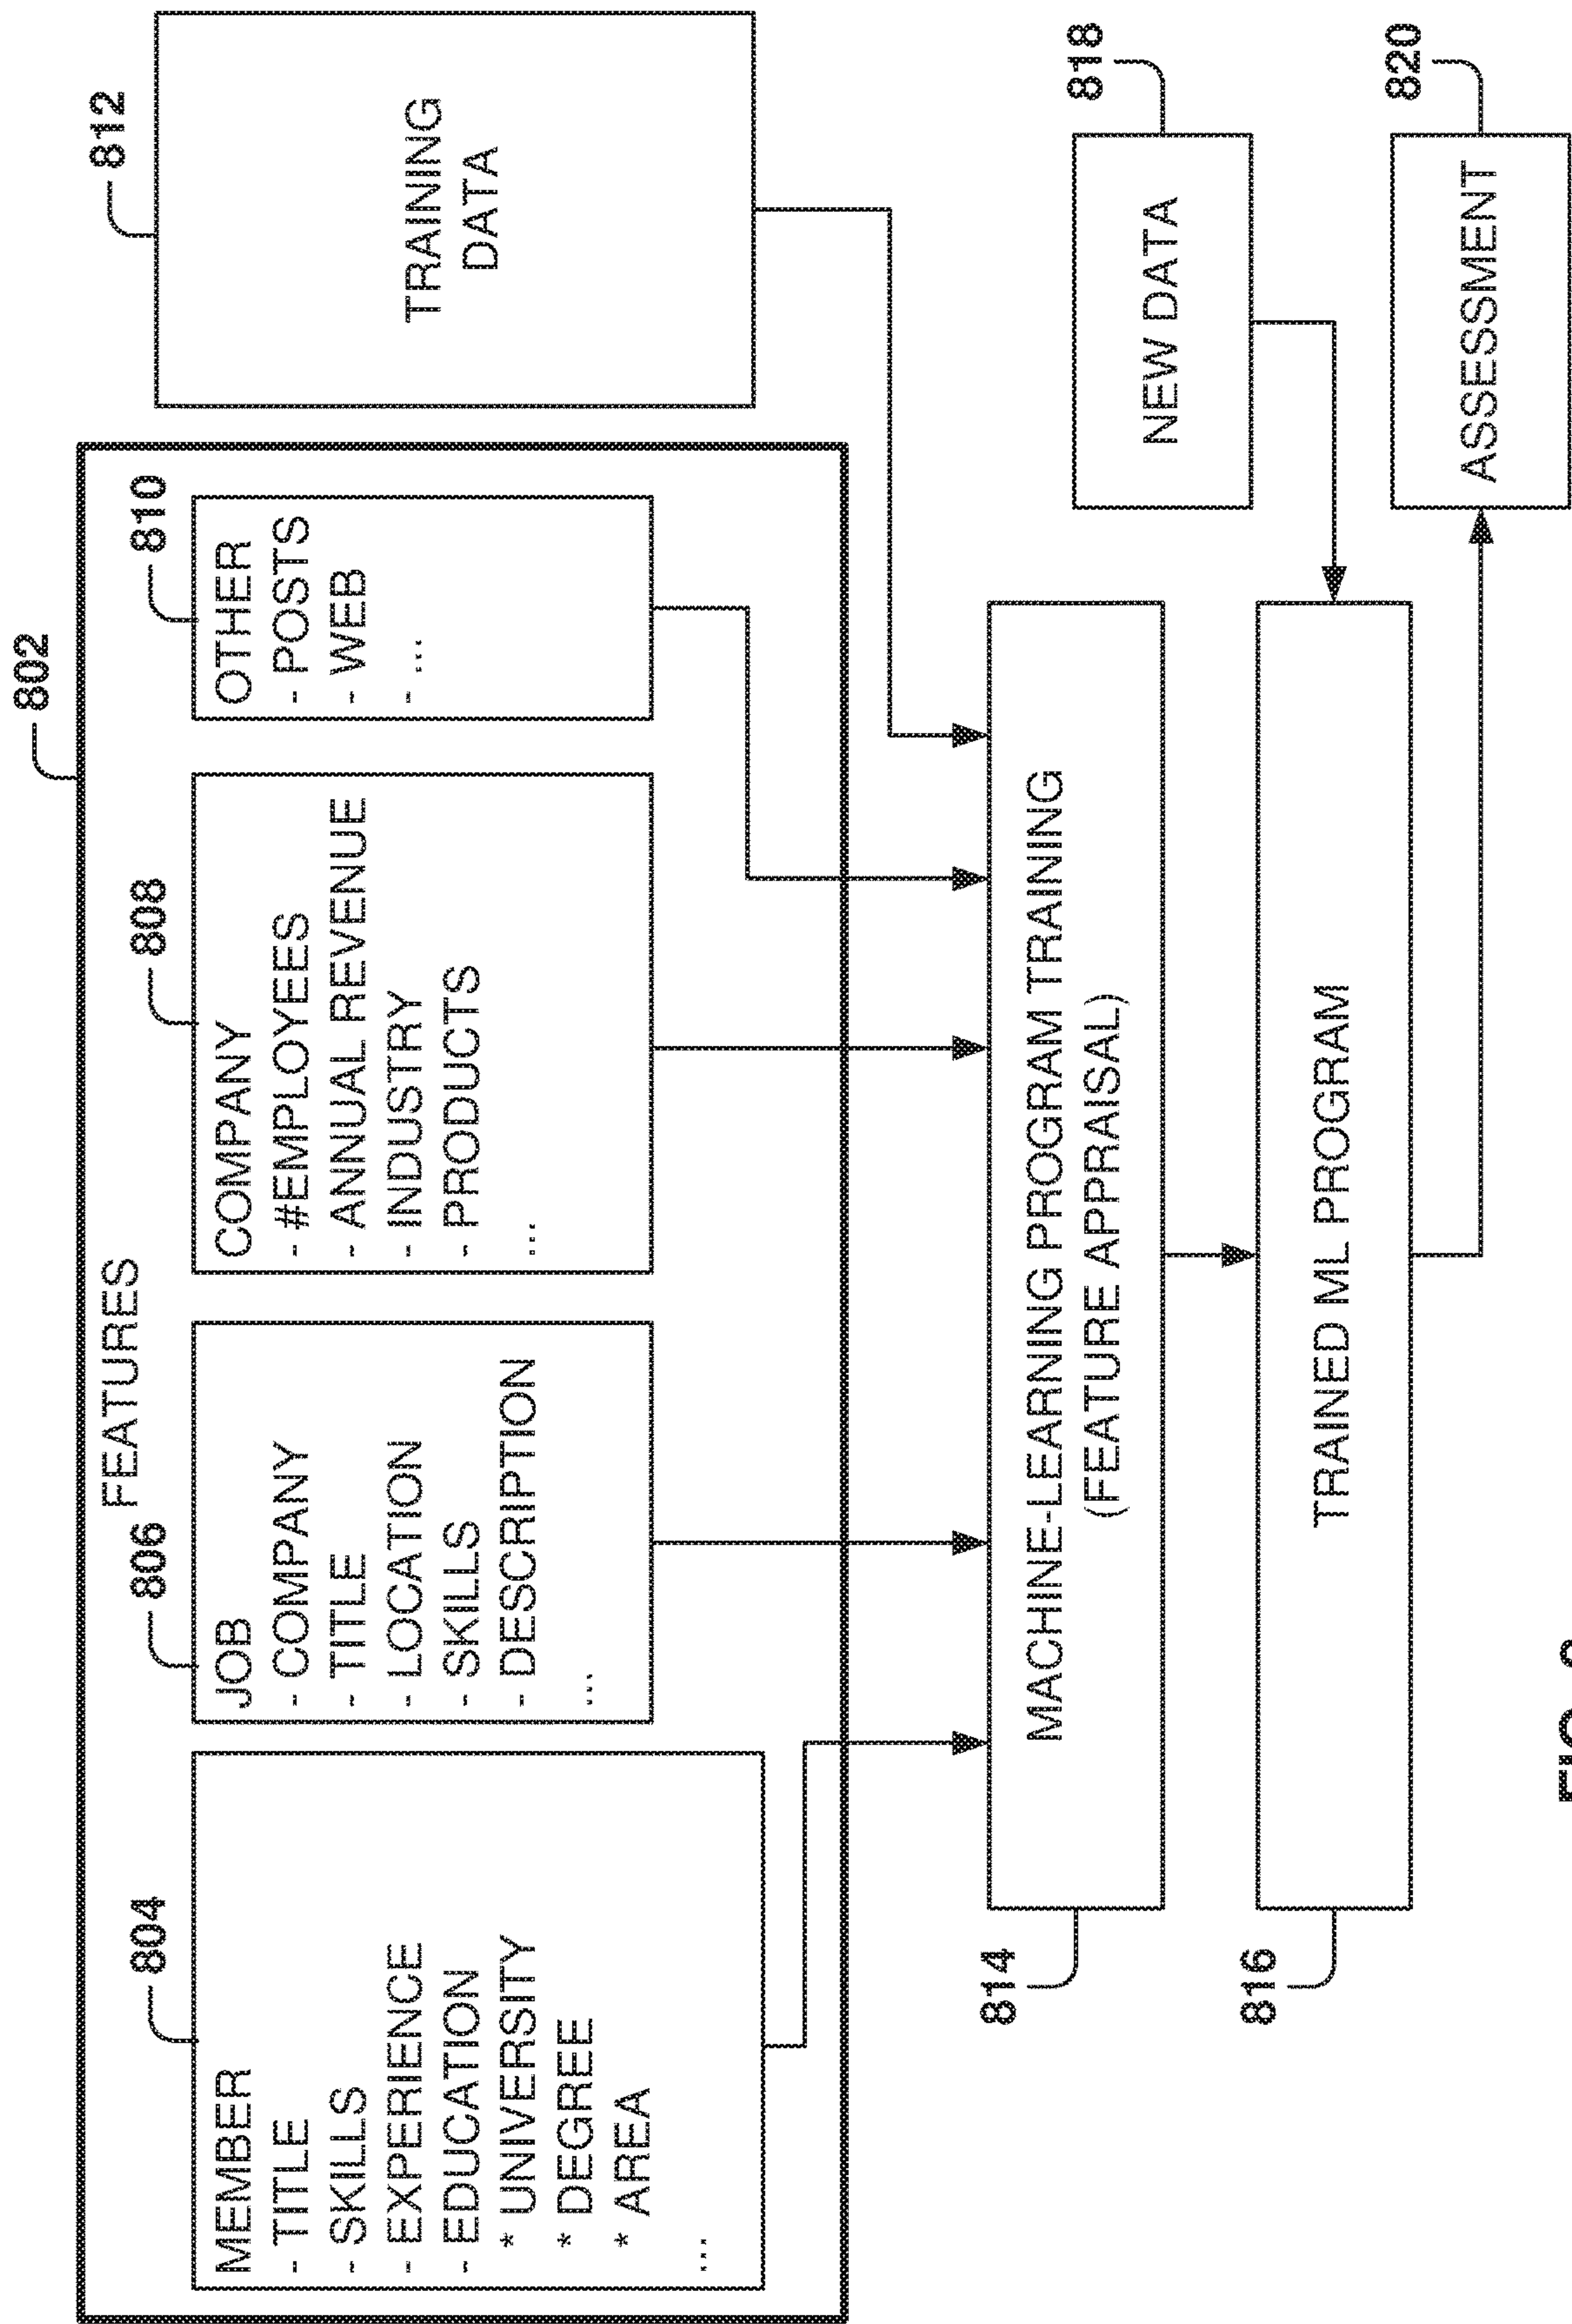 802
FEATURES
804
MEMBER
- TITLE
- SKILLS
- EXPERIENCE
- EDUCATION
* UNIVERSITY
* DEGREE
* AREA
...
806
JOB
- COMPANY
- TITLE
- LOCATION
- SKILLS
- DESCRIPTION
...
808
COMPANY
- #EMPLOYEES
- ANNUAL REVENUE
- INDUSTRY
- PRODUCTS
...
810
OTHER
- POSTS
- WEB
- ...
812
TRAINING
DATA
814
MACHINE-LEARNING PROGRAM TRAINING
(FEATURE APPRAISAL)
818
NEW DATA
816
TRAINED ML PROGRAM
820
ASSESSMENT
FIG.